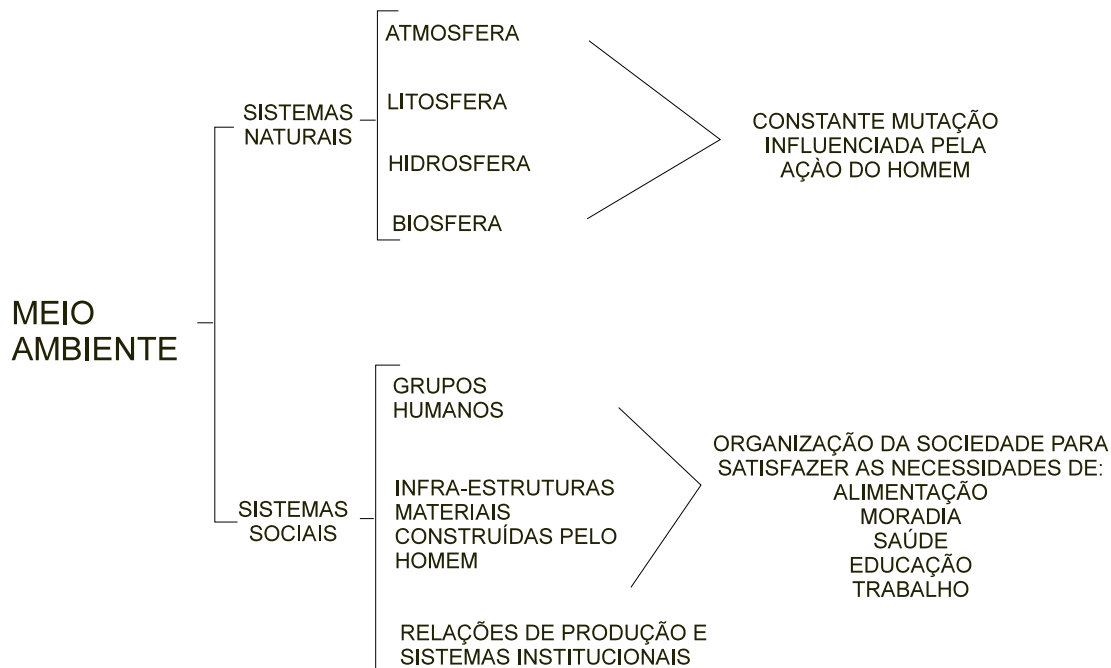 MEIO
AMBIENTE
SISTEMAS
NATURAIS
ATMOSFERA
LITOSFERA
HIDROSFERA
BIOSFERA
CONSTANTE MUTAÇÃO
INFLUENCIADA PELA
AÇÀO DO HOMEM
SISTEMAS
SOCIAIS
GRUPOS
HUMANOS
INFRA-ESTRUTURAS
MATERIAIS
CONSTRUÍDAS PELO
HOMEM
RELAÇÕES DE PRODUÇÃO E
SISTEMAS INSTITUCIONAIS
ORGANIZAÇÃO DA SOCIEDADE PARA
SATISFAZER AS NECESSIDADES DE:
ALIMENTAÇÃO
MORADIA
SAÚDE
EDUCAÇÃO
TRABALHO